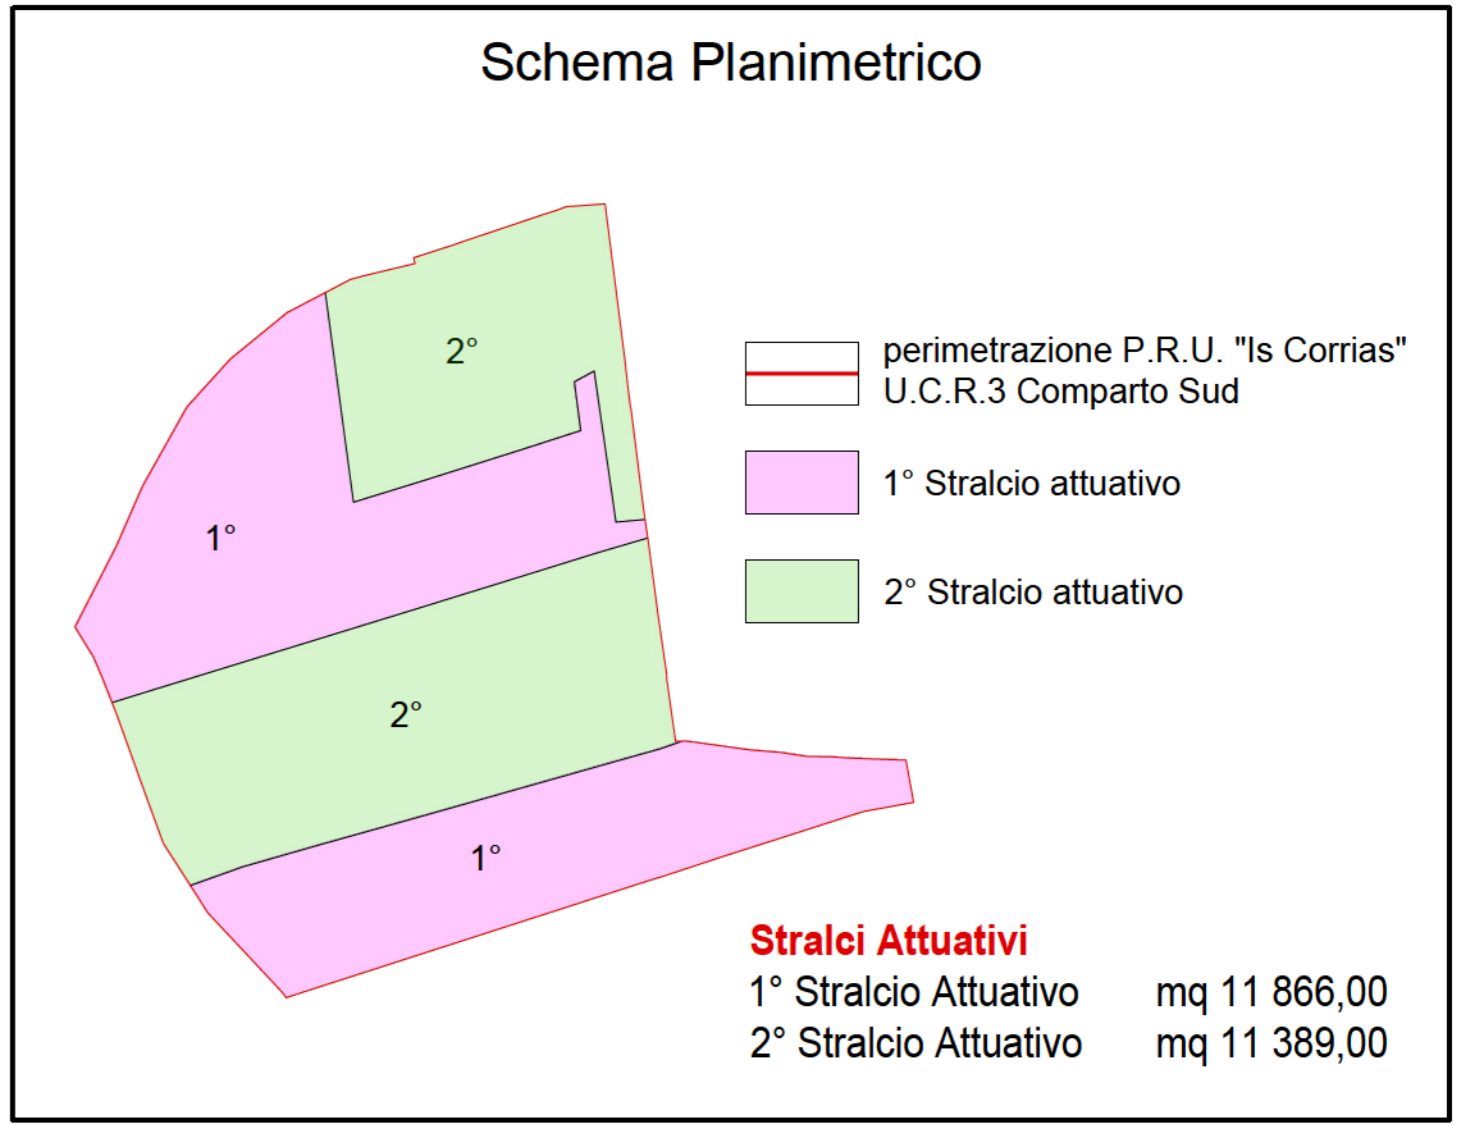 Schema Planimetrico
2°
perimetrazione P.R.U. "Is Corrias"
U.C.R.3 Comparto Sud
1° Stralcio attuativo
1°
2° Stralcio attuativo
2°
1°
Stralci Attuativi
1° Stralcio Attuativo mq 11 866,00
2° Stralcio Attuativo mq 11 389,00